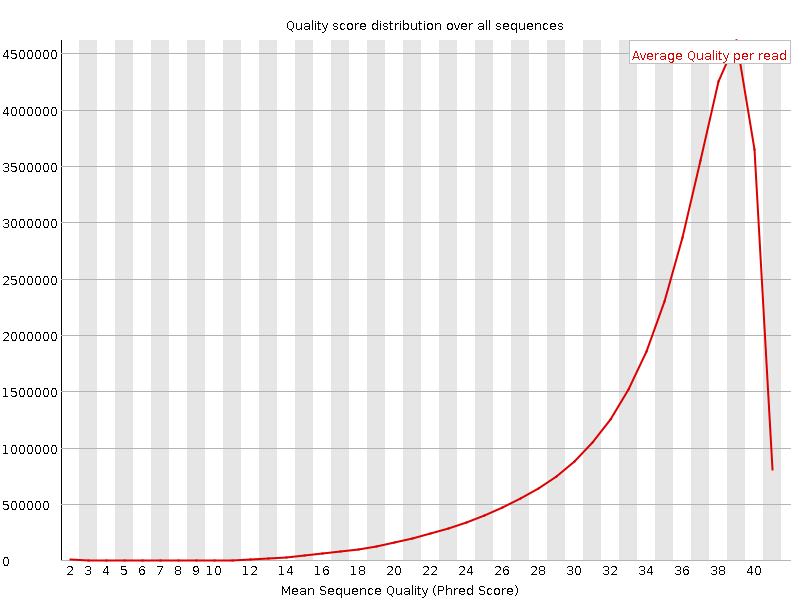 Quality score distribution over all sequences
Average Quality per read
4500000
4000000
3500000
3000000
2500000
2000000
1500000
1000000
500000
0
2 3 4 5 6 7 8 9 10 12 14 16 18 20 22 24 26 28 30 32 34 36 38 40
Mean Sequence Quality (Phred Score)